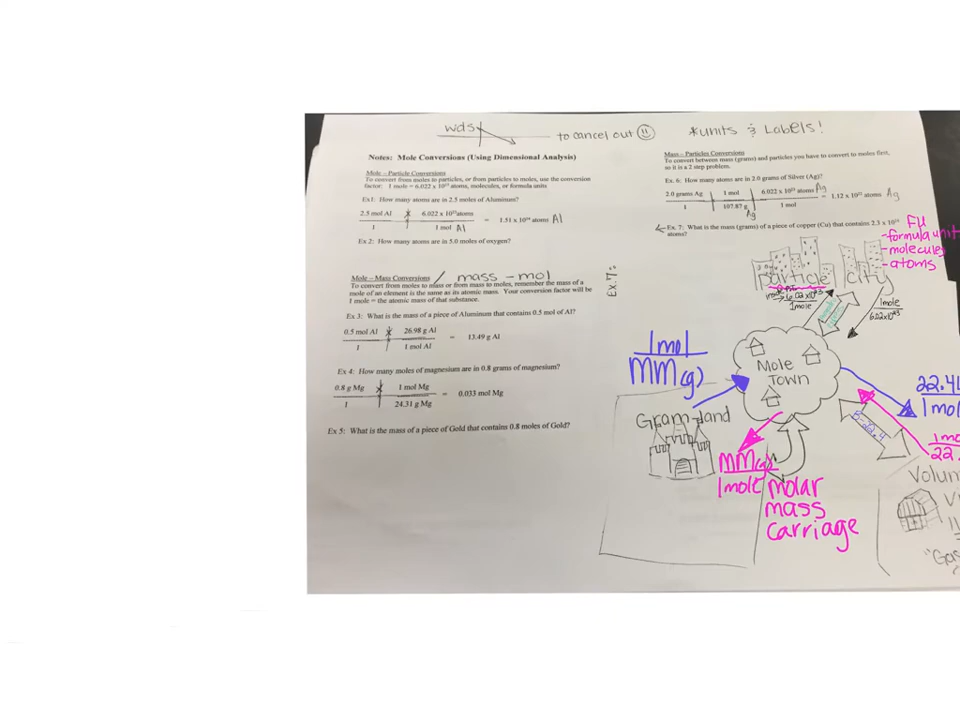 wds
to cancel out
*units & Labels!
Notes: Mole Conversions (Using Dimensional Analysis)
Mole – Particle Conversions
To convert from moles to particles, or from particles to moles, use the conversion
factor: 1 mole = 6.022 x 10²³ atoms, molecules, or formula units
Ex1: How many atoms are in 2.5 moles of Aluminum?
2.5 mol Al x 6.022 x 10²³ atoms = 1.51 x 10²⁴ atoms Al
1 1 mol Al
Ex 2: How many atoms are in 5.0 moles of oxygen?
Mole – Mass Conversions / mass – mol
To convert from moles to mass or from mass to moles, remember the mass of a
mole of an element is the same as its atomic mass. Your conversion factor will be
1 mole = the atomic mass of that substance.
Ex 3: What is the mass of a piece of Aluminum that contains 0.5 mol of Al?
0.5 mol Al x 26.98 g Al = 13.49 g Al
1 1 mol Al
Ex 4: How many moles of magnesium are in 0.8 grams of magnesium?
0.8 g Mg x 1 mol Mg = 0.033 mol Mg
1 24.31 g Mg
Ex 5: What is the mass of a piece of Gold that contains 0.8 moles of Gold?
Mass – Particles Conversions
To convert between mass (grams) and particles you have to convert to moles first,
so it is a 2 step problem.
Ex. 6: How many atoms are in 2.0 grams of Silver (Ag)?
2.0 grams Ag 1 mol 6.022 x 10²³ Ag = 1.12 x 10²² atoms Ag
1 107.87 g Ag 1 mol
Ex. 7: What is the mass (grams) of a piece of copper (Cu) that contains 2.3 x 10
atoms?
Ex.7:
FU
-formula unit
-molecules
-atoms
particle city
6.02x10²³
1mole
1mole
6.02x10²³
1mol
MM(g)
Mole
Town
Gram-land
MM(g)
1mole
molar
mass
carriage
22.4L
1mol
1mo
22.
22.4
Volum
"Gas